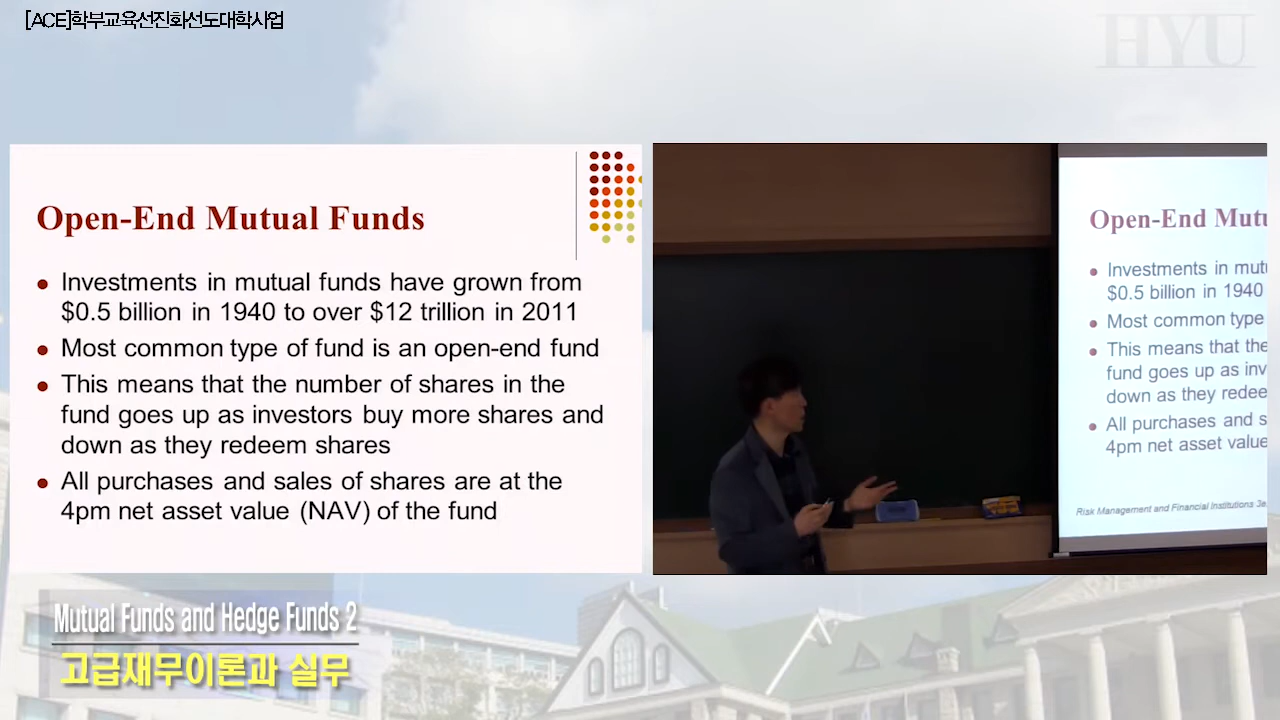 [ACE]학부교육선진화선도대학사업
HYU
Open-End Mutual Funds
Investments in mutual funds have grown from
$0.5 billion in 1940 to over $12 trillion in 2011
Most common type of fund is an open-end fund
This means that the number of shares in the
fund goes up as investors buy more shares and
down as they redeem shares
All purchases and sales of shares are at the
4pm net asset value (NAV) of the fund
Open-End Mutu
Investments in mutu
$0.5 billion in 1940
Most common type
This means that the
fund goes up as inv
down as they redee
All purchases and s
4pm net asset value
Risk Management and Financial Institutions 3e
Mutual Funds and Hedge Funds 2
고급재무이론과 실무